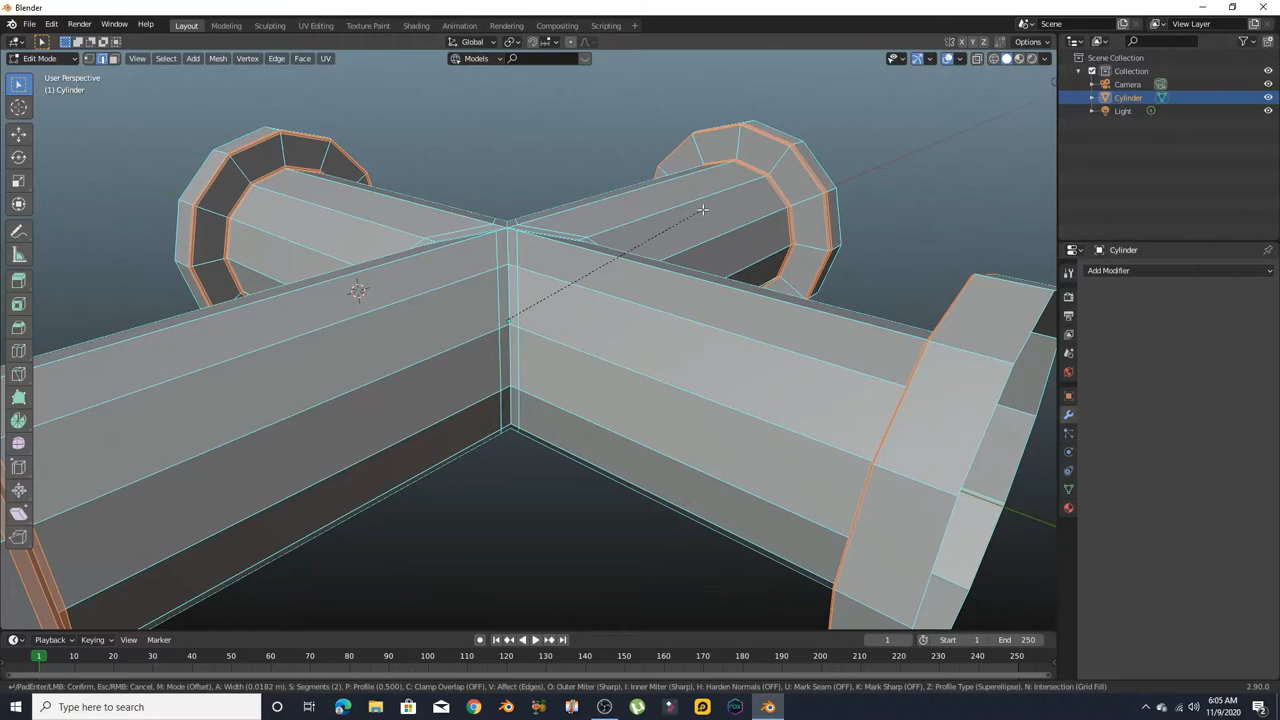 Blender
File Edit Render Window Help Layout Modeling Sculpting UV Editing Texture Paint Shading Animation Rendering Compositing Scripting + Scene View Layer
Global X Y Z Options
Edit Mode View Select Add Mesh Vertex Edge Face UV Models
User Perspective
(1) Cylinder
Scene Collection
Collection
Camera
Cylinder
Light
Cylinder
Add Modifier
Playback Keying View Marker 1 Start 1 End 250
1 10 20 30 40 50 60 70 80 90 100 110 120 130 140 150 160 170 180 190 200 210 220 230 240 250
↵/PadEnter/LMB: Confirm, Esc/RMB: Cancel, M: Mode (Offset), A: Width (0.0182 m), S: Segments (2), P: Profile (0.500), C: Clamp Overlap (OFF), V: Affect (Edges), O: Outer Miter (Sharp), I: Inner Miter (Sharp), H: Harden Normals (OFF), U: Mark Seam (OFF), K: Mark Sharp (OFF), Z: Profile Type (Superellipse), N: Intersection (Grid Fill) 2.90.0
Type here to search
6:05 AM
11/9/2020